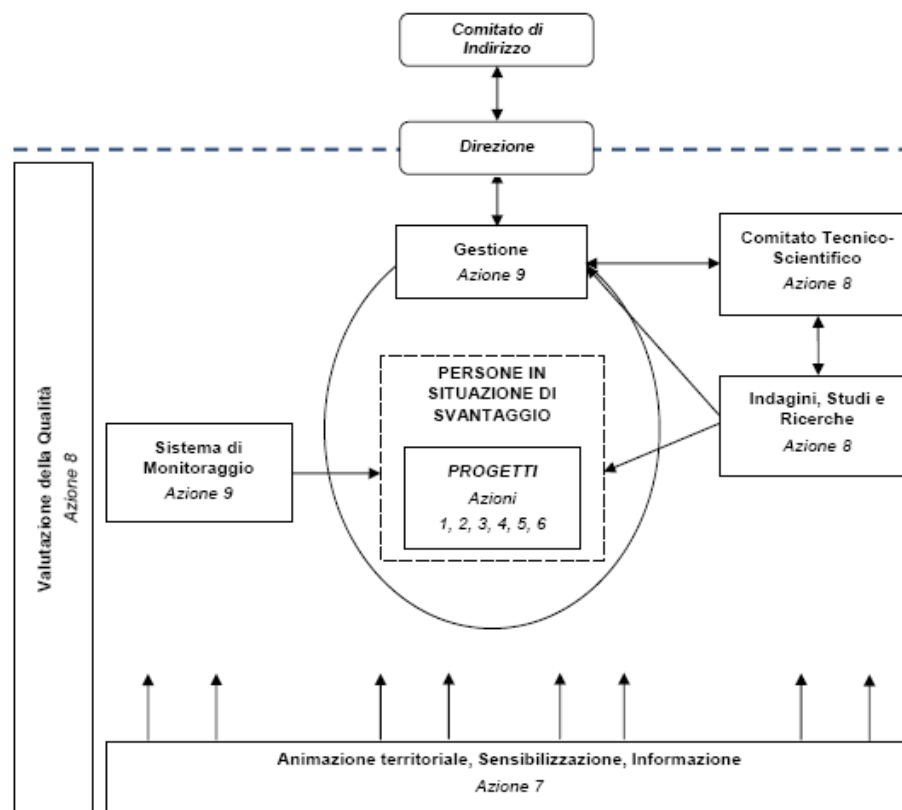 Comitato di
Indirizzo
Direzione
Gestione
Azione 9
Comitato Tecnico-
Scientifico
Azione 8
PERSONE IN
SITUAZIONE DI
SVANTAGGIO
Indagini, Studi e
Ricerche
Azione 8
Sistema di
Monitoraggio
Azione 9
PROGETTI
Azioni
1, 2, 3, 4, 5, 6
Valutazione della Qualità
Azione 8
Animazione territoriale, Sensibilizzazione, Informazione
Azione 7